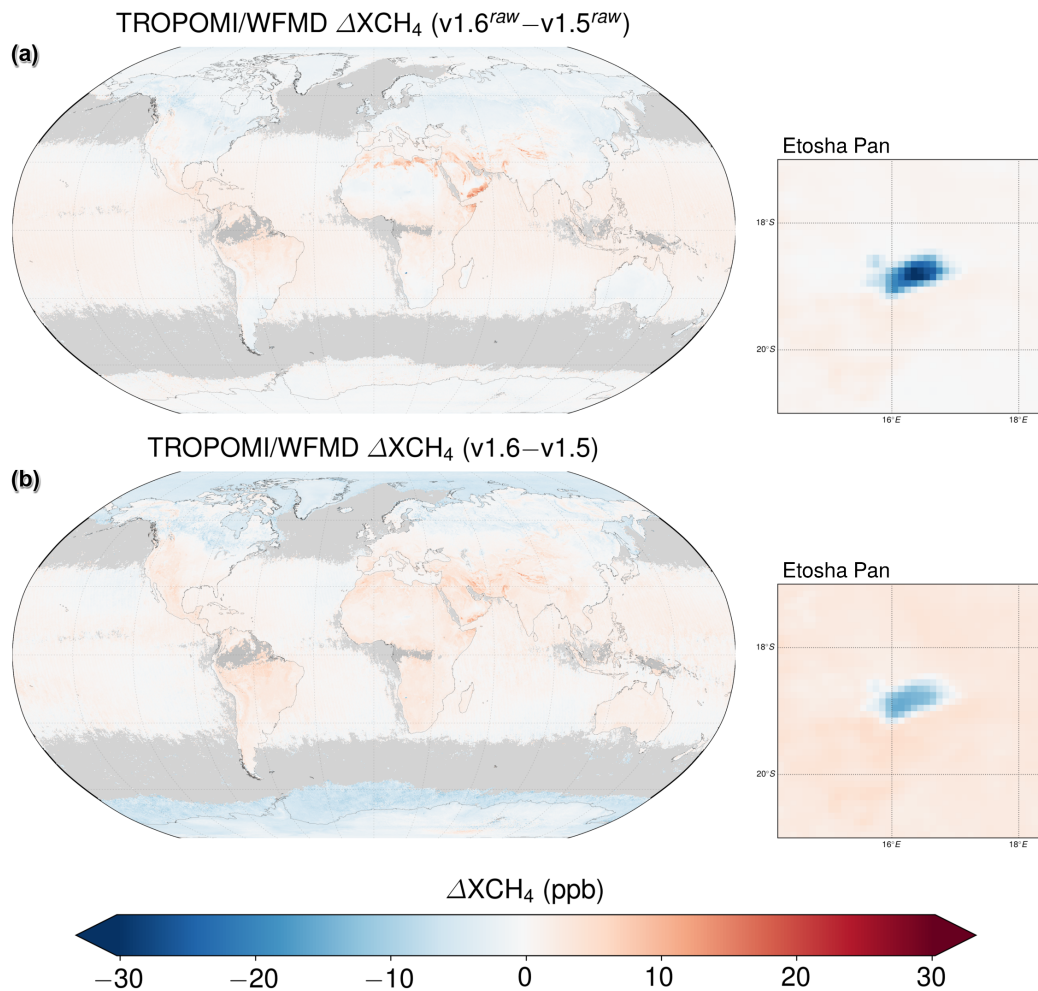 TROPOMI/WFMD ΔXCH₄ (v1.6ʳᵃʷ−v1.5ʳᵃʷ)
(a)
Etosha Pan
18°S
20°S
16°E
18°E
TROPOMI/WFMD ΔXCH₄ (v1.6−v1.5)
(b)
Etosha Pan
18°S
20°S
16°E
18°E
ΔXCH₄ (ppb)
−30 −20 −10 0 10 20 30